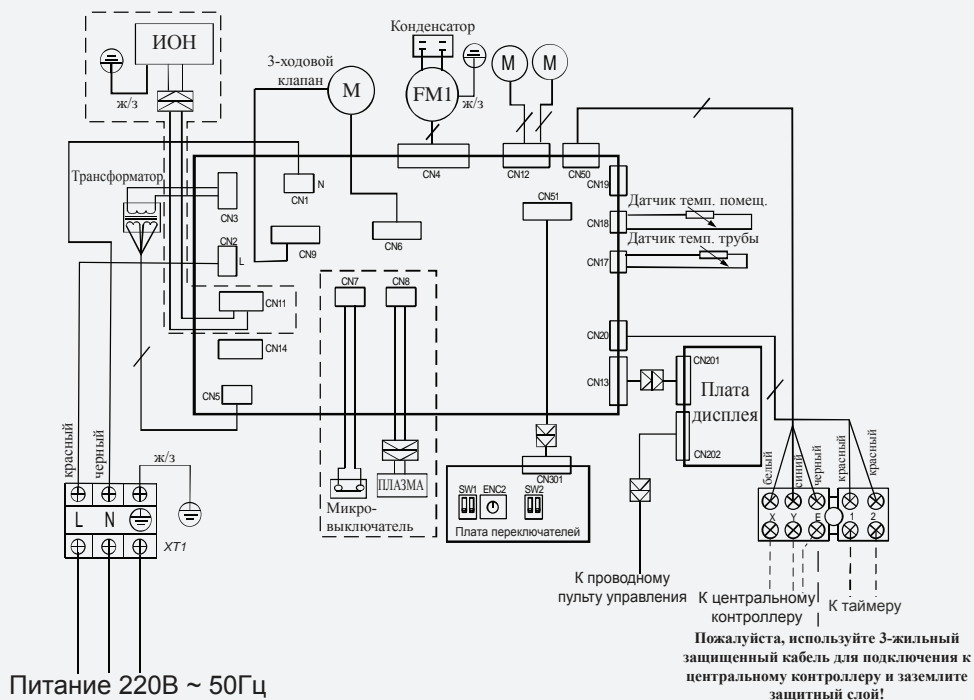 Конденсатор
ИОН
3-ходовой
клапан
М
М
М
FM1
ж/з
ж/з
CN4
CN12
CN50
CN19
Трансформатор
CN3
CN1
N
CN51
Датчик темп. помещ.
CN18
CN6
CN2
L
CN9
Датчик темп. трубы
CN17
CN7
CN8
CN11
CN14
CN20
CN13
CN201
Плата
дисплея
CN5
CN202
красный
черный
ж/з
белый
синий
черный
красный
красный
CN301
ПЛАЗМА
SW1
ENC2
SW2
Микро-
выключатель
Плата переключателей
L
N
XT1
X
Y
E
1
2
К проводному
пульту управления
К центральному
контроллеру
К таймеру
Пожалуйста, используйте 3-жильный
защищенный кабель для подключения к
центральному контроллеру и заземлите
защитный слой!
Питание 220В ~ 50Гц